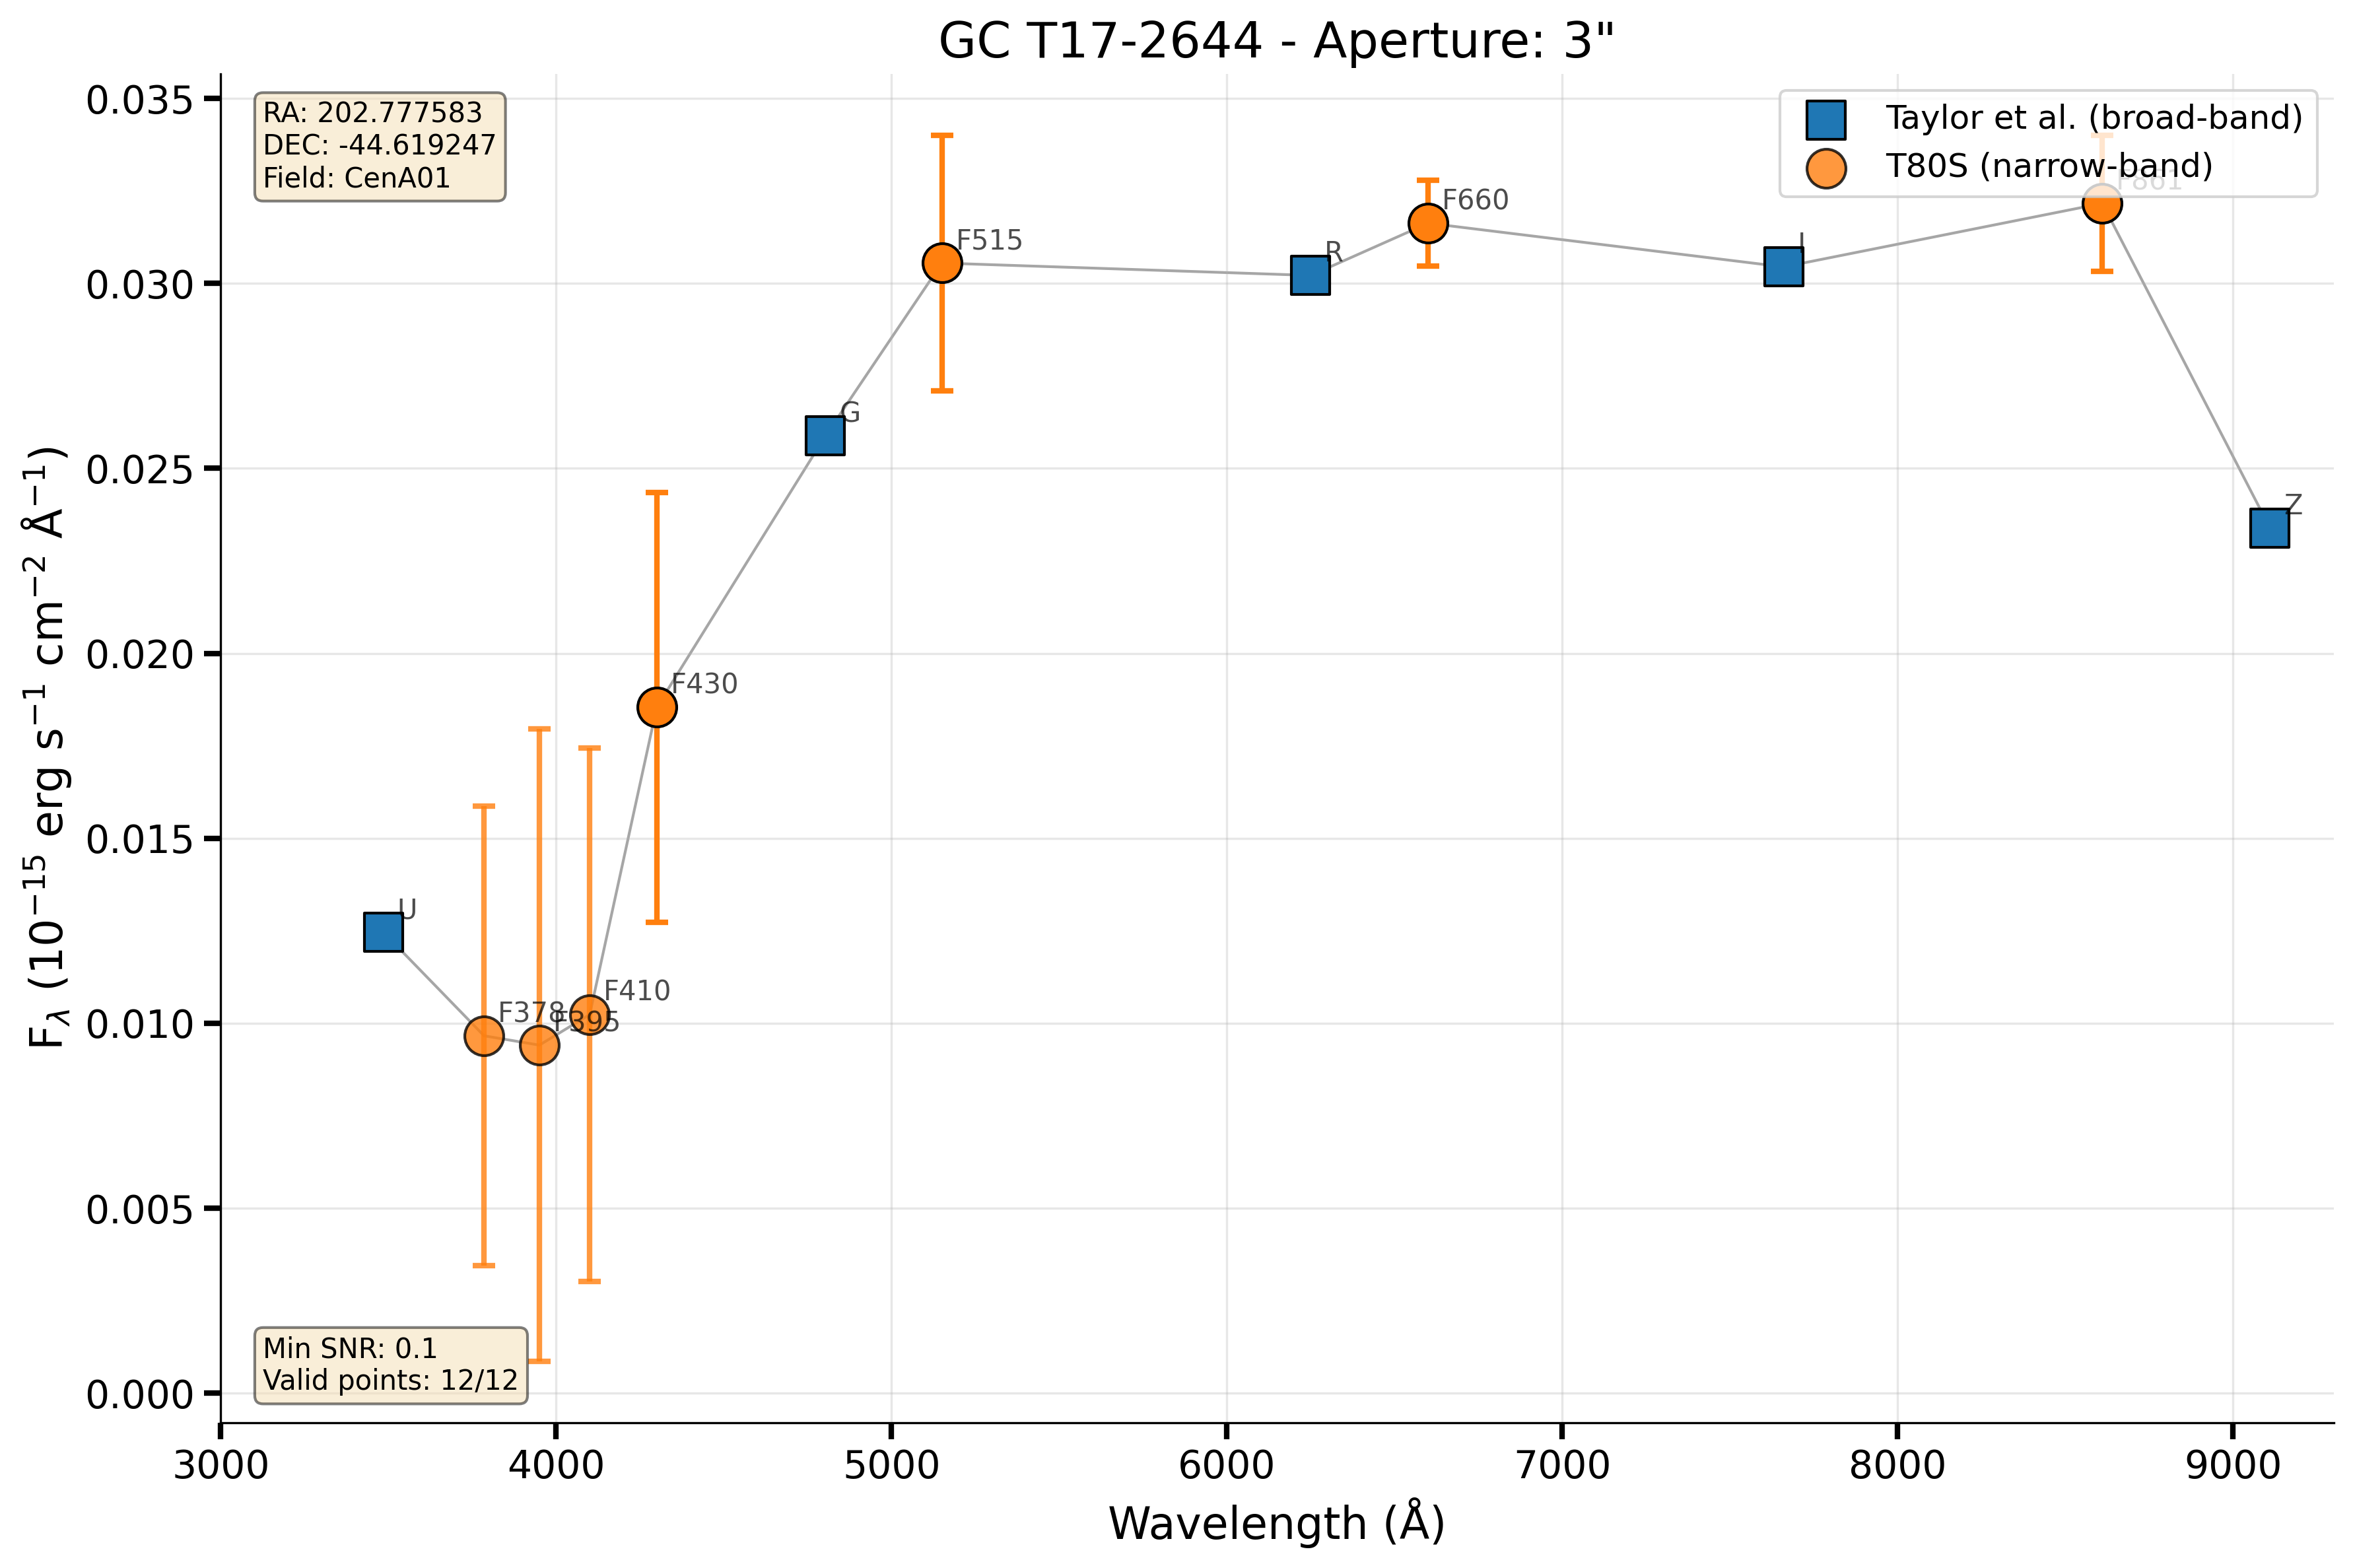 GC T17-2644 - Aperture: 3"
RA: 202.777583
DEC: -44.619247
Field: CenA01
Taylor et al. (broad-band)
T80S (narrow-band)
0.035
0.030
0.025
0.020
0.015
0.010
0.005
0.000
F_λ (10⁻¹⁵ erg s⁻¹ cm⁻² Å⁻¹)
U
F378
F395
F410
F430
G
F515
R
F660
I
F861
Z
Min SNR: 0.1
Valid points: 12/12
3000 4000 5000 6000 7000 8000 9000
Wavelength (Å)